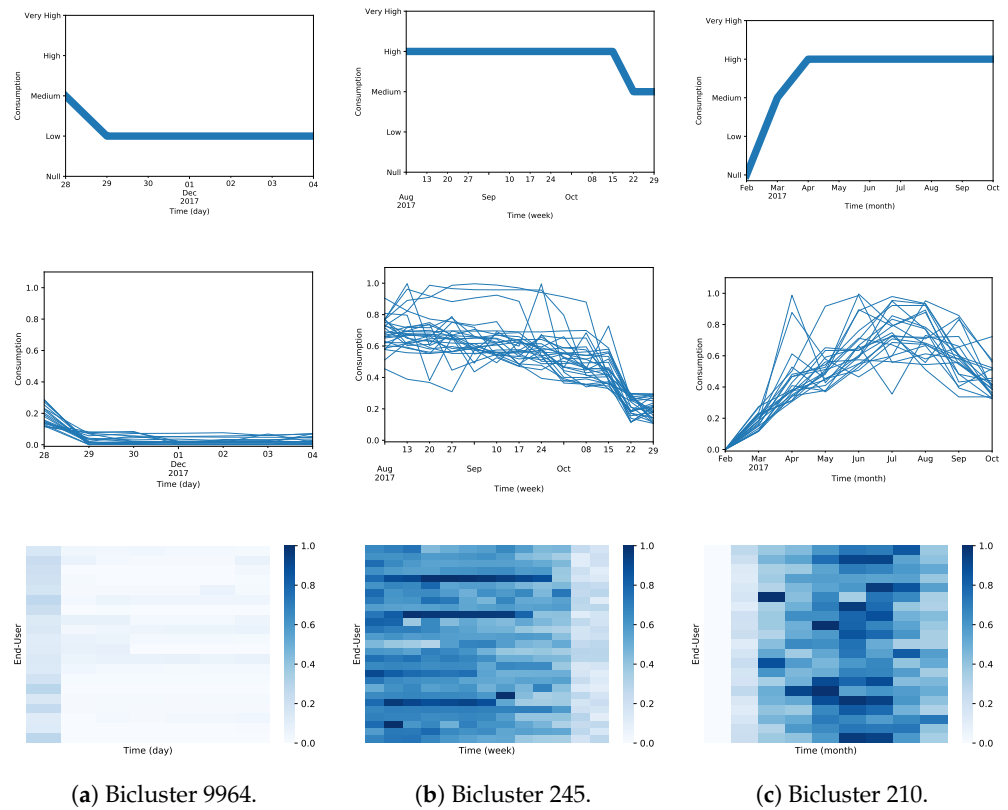 Very High
High
Medium
Low
Null
Consumption
28 29 30 01 02 03 04
Dec
2017
Time (day)
Very High
High
Medium
Low
Null
Consumption
13 20 27 10 17 24 08 15 22 29
Aug Sep Oct
2017
Time (week)
Very High
High
Medium
Low
Null
Consumption
Feb Mar Apr May Jun Jul Aug Sep Oct
2017
Time (month)
1.0
0.8
0.6
0.4
0.2
0.0
Consumption
28 29 30 01 02 03 04
Dec
2017
Time (day)
1.0
0.8
0.6
0.4
0.2
0.0
Consumption
13 20 27 10 17 24 08 15 22 29
Aug Sep Oct
2017
Time (week)
1.0
0.8
0.6
0.4
0.2
0.0
Consumption
Feb Mar Apr May Jun Jul Aug Sep Oct
2017
Time (month)
End-User
Time (day)
1.0
0.8
0.6
0.4
0.2
0.0
End-User
Time (week)
1.0
0.8
0.6
0.4
0.2
0.0
End-User
Time (month)
1.0
0.8
0.6
0.4
0.2
0.0
(a) Bicluster 9964.
(b) Bicluster 245.
(c) Bicluster 210.